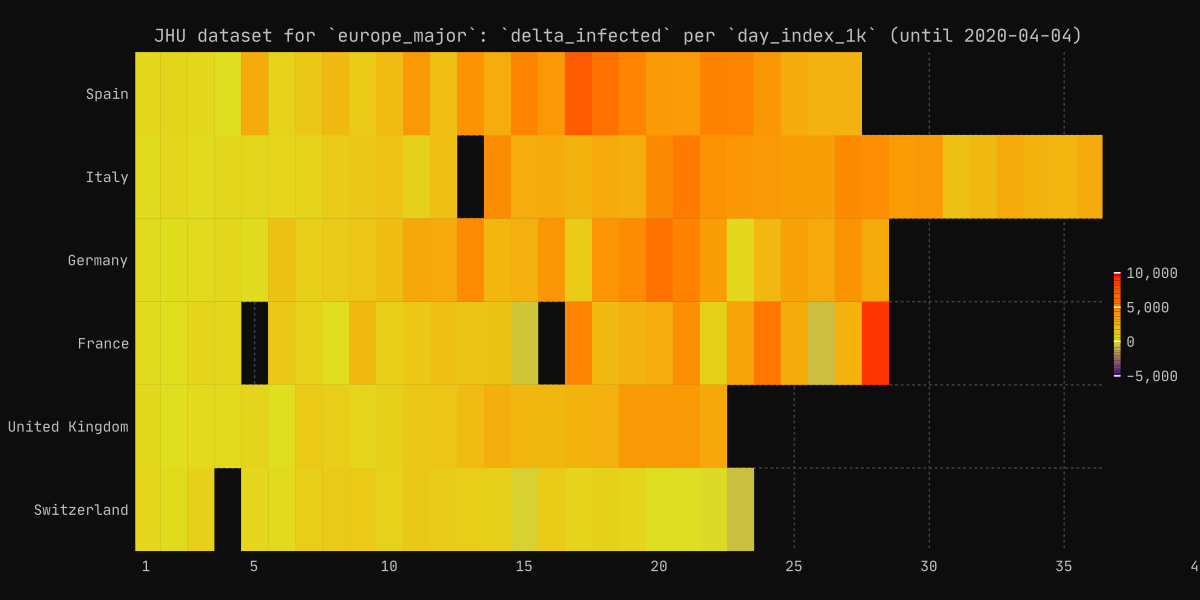 JHU dataset for `europe_major`: `delta_infected` per `day_index_1k` (until 2020-04-04)
Spain
Italy
Germany
France
United Kingdom
Switzerland
10,000
5,000
0
−5,000
1 5 10 15 20 25 30 35 4